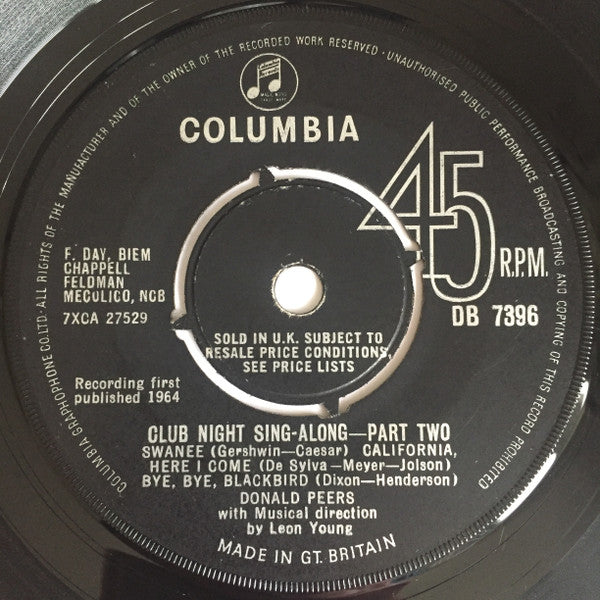 COLUMBIA GRAPHOPHONE CO. LTD · ALL RIGHTS OF THE MANUFACTURER AND OF THE OWNER OF THE RECORDED WORK RESERVED · UNAUTHORISED PUBLIC PERFORMANCE BROADCASTING AND COPYING OF THIS RECORD PROHIBITED
COLUMBIA
45
R.P.M.
F. DAY, BIEM
CHAPPELL
FELDMAN
MECOLICO, NCB
7XCA 27529
DB 7396
SOLD IN U.K. SUBJECT TO
RESALE PRICE CONDITIONS,
SEE PRICE LISTS
Recording first
published 1964
CLUB NIGHT SING-ALONG—PART TWO
SWANEE (Gershwin—Caesar) CALIFORNIA,
HERE I COME (De Sylva—Meyer—Jolson)
BYE, BYE, BLACKBIRD (Dixon—Henderson)
DONALD PEERS
with Musical direction
by Leon Young
MADE IN GT. BRITAIN